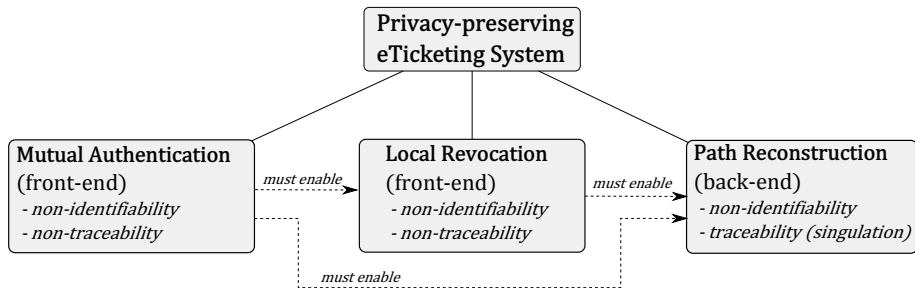 Privacy-preserving
eTicketing System
Mutual Authentication
(front-end)
- non-identifiability
- non-traceability
must enable
Local Revocation
(front-end)
- non-identifiability
- non-traceability
must enable
Path Reconstruction
(back-end)
- non-identifiability
- traceability (singulation)
must enable